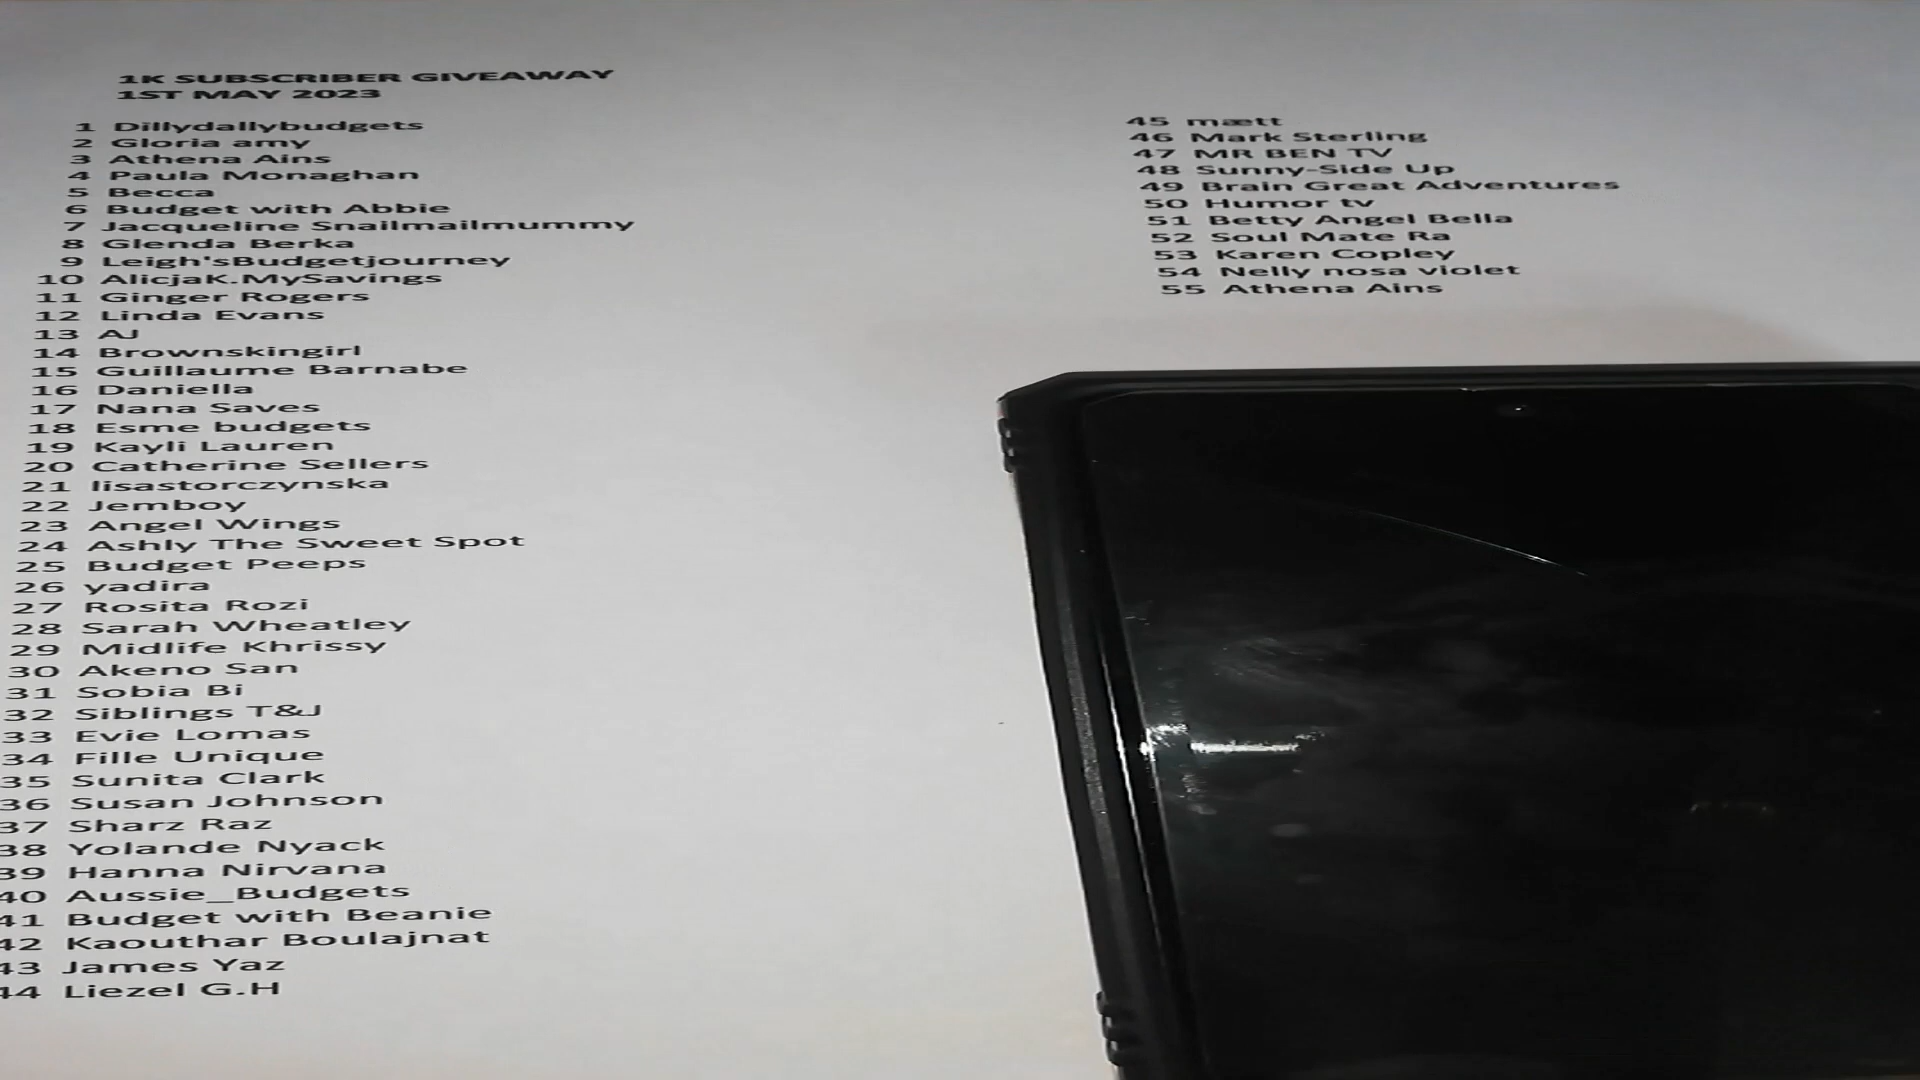 1K SUBSCRIBER GIVEAWAY
1ST MAY 2023
1 Dillydallybudgets
2 Gloria amy
3 Athena Ains
4 Paula Monaghan
5 Becca
6 Budget with Abbie
7 Jacqueline Snailmailmummy
8 Glenda Berka
9 Leigh'sBudgetjourney
10 AlicjaK.MySavings
11 Ginger Rogers
12 Linda Evans
13 AJ
14 Brownskingirl
15 Guillaume Barnabe
16 Daniella
17 Nana Saves
18 Esme budgets
19 Kayli Lauren
20 Catherine Sellers
21 lisastorczynska
22 Jemboy
23 Angel Wings
24 Ashly The Sweet Spot
25 Budget Peeps
26 yadira
27 Rosita Rozi
28 Sarah Wheatley
29 Midlife Khrissy
30 Akeno San
31 Sobia Bi
32 Siblings T&J
33 Evie Lomas
34 Fille Unique
35 Sunita Clark
36 Susan Johnson
37 Sharz Raz
38 Yolande Nyack
39 Hanna Nirvana
40 Aussie_Budgets
41 Budget with Beanie
42 Kaouthar Boulajnat
43 James Yaz
44 Liezel G.H
45 mætt
46 Mark Sterling
47 MR BEN TV
48 Sunny-Side Up
49 Brain Great Adventures
50 Humor tv
51 Betty Angel Bella
52 Soul Mate Ra
53 Karen Copley
54 Nelly nosa violet
55 Athena Ains